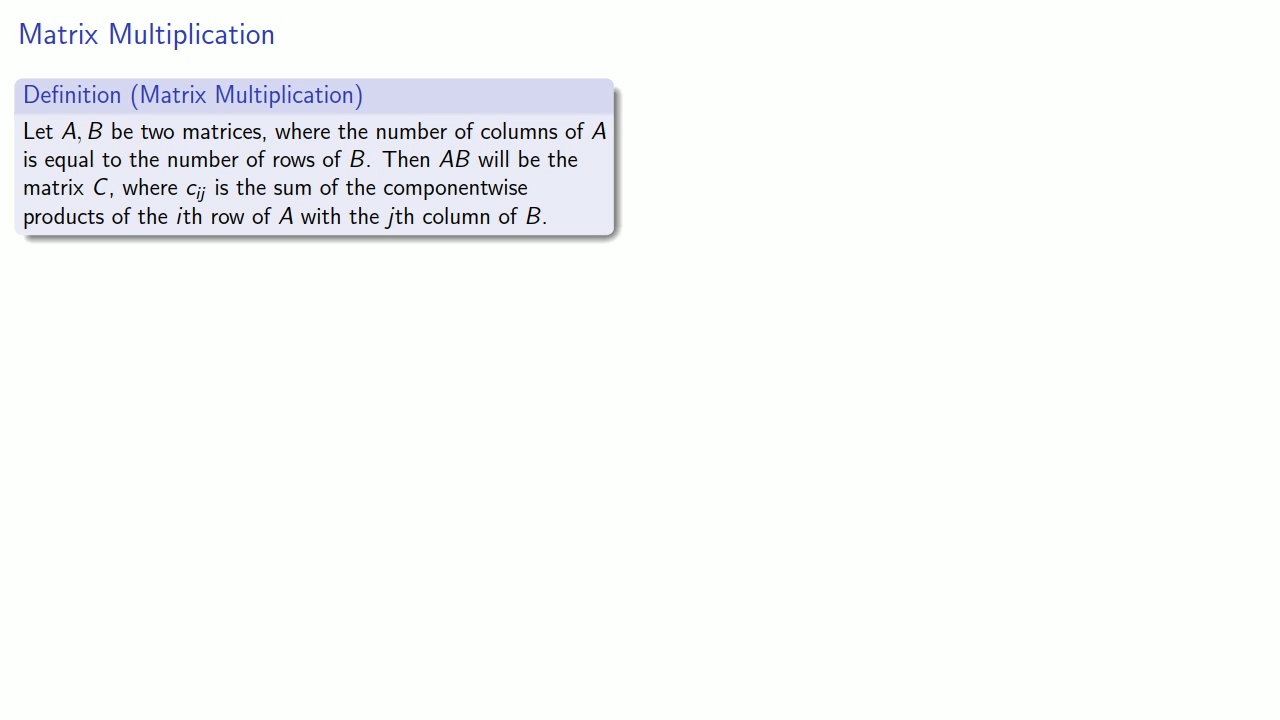 Matrix Multiplication
Definition (Matrix Multiplication)
Let A, B be two matrices, where the number of columns of A
is equal to the number of rows of B. Then AB will be the
matrix C, where cij is the sum of the componentwise
products of the ith row of A with the jth column of B.